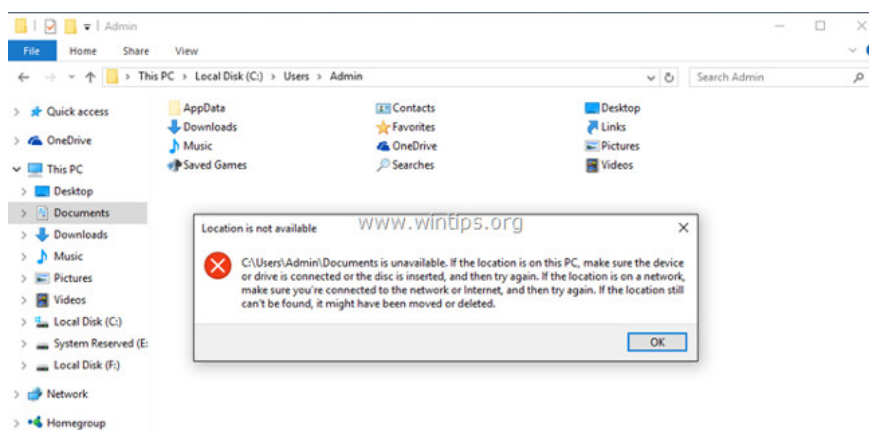 Admin
File Home Share View
This PC > Local Disk (C:) > Users > Admin
Search Admin
Quick access
OneDrive
This PC
Desktop
Documents
Downloads
Music
Pictures
Videos
Local Disk (C:)
System Reserved (E:
Local Disk (F:)
Network
Homegroup
AppData Contacts Desktop
Downloads Favorites Links
Music OneDrive Pictures
Saved Games Searches Videos
www.wintips.org
Location is not available
C:\Users\Admin\Documents is unavailable. If the location is on this PC, make sure the device
or drive is connected or the disc is inserted, and then try again. If the location is on a network,
make sure you're connected to the network or Internet, and then try again. If the location still
can't be found, it might have been moved or deleted.
OK